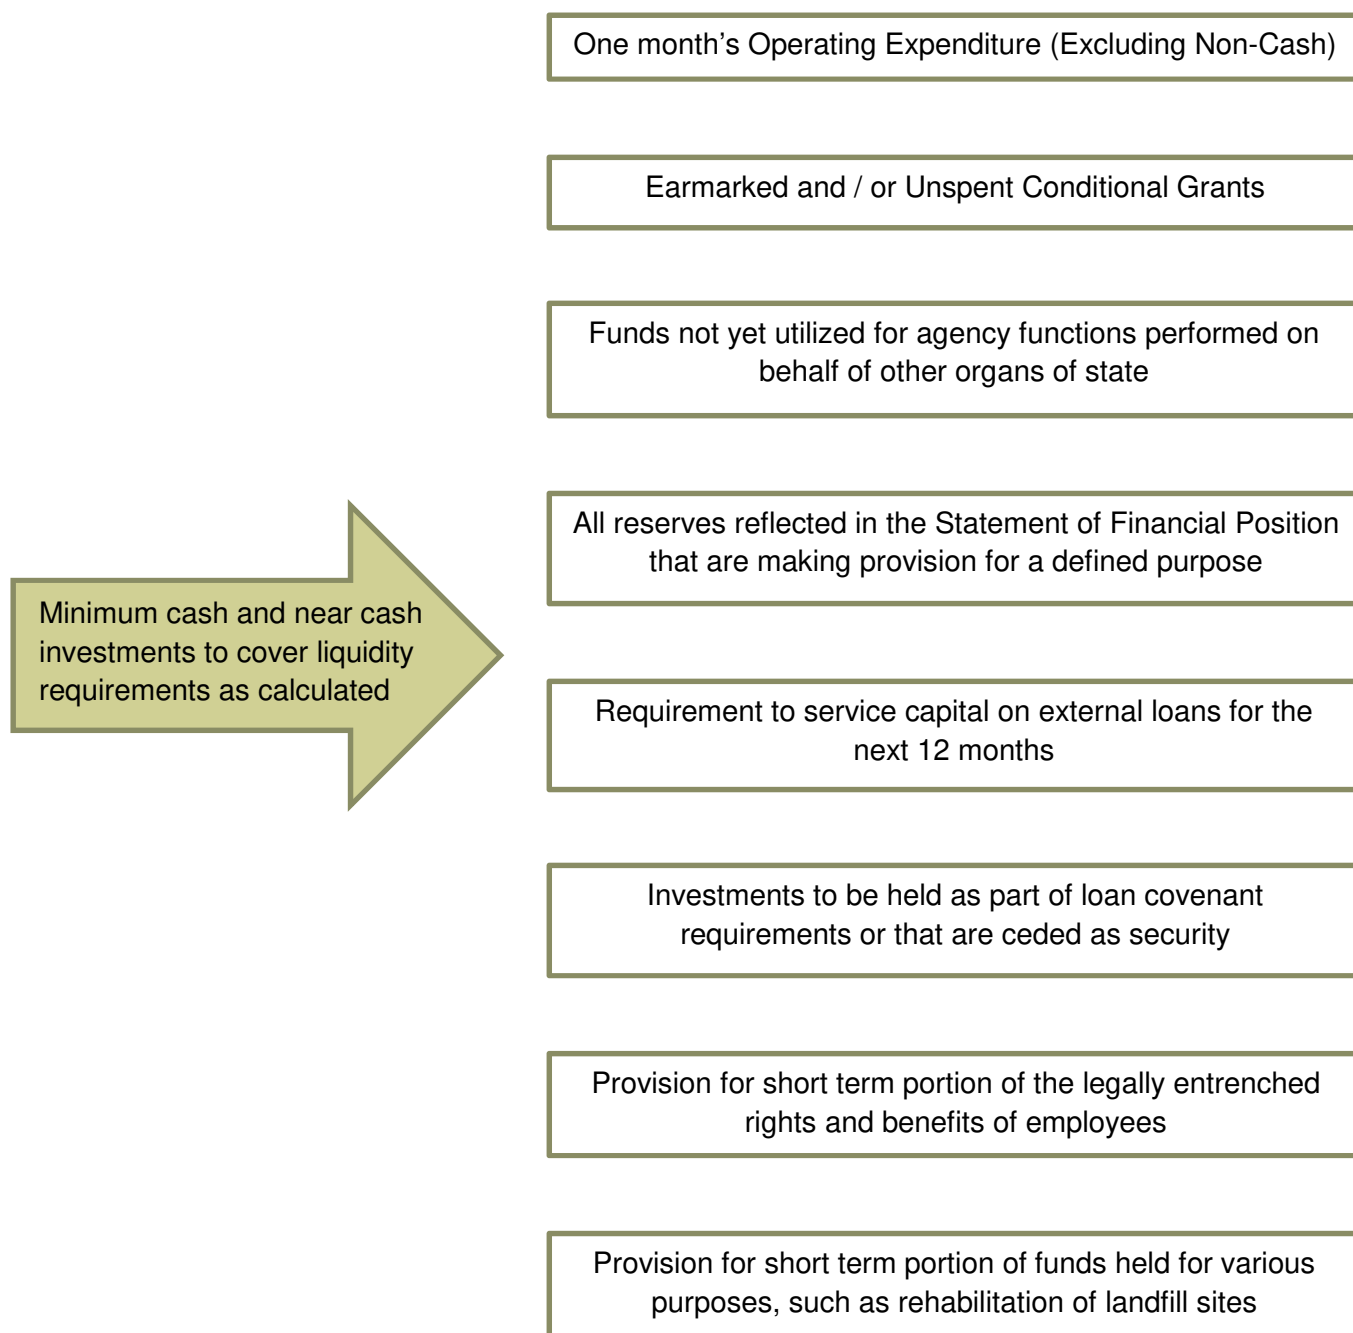 One month's Operating Expenditure (Excluding Non-Cash)
Earmarked and / or Unspent Conditional Grants
Funds not yet utilized for agency functions performed on
behalf of other organs of state
All reserves reflected in the Statement of Financial Position
that are making provision for a defined purpose
Minimum cash and near cash
investments to cover liquidity
requirements as calculated
Requirement to service capital on external loans for the
next 12 months
Investments to be held as part of loan covenant
requirements or that are ceded as security
Provision for short term portion of the legally entrenched
rights and benefits of employees
Provision for short term portion of funds held for various
purposes, such as rehabilitation of landfill sites